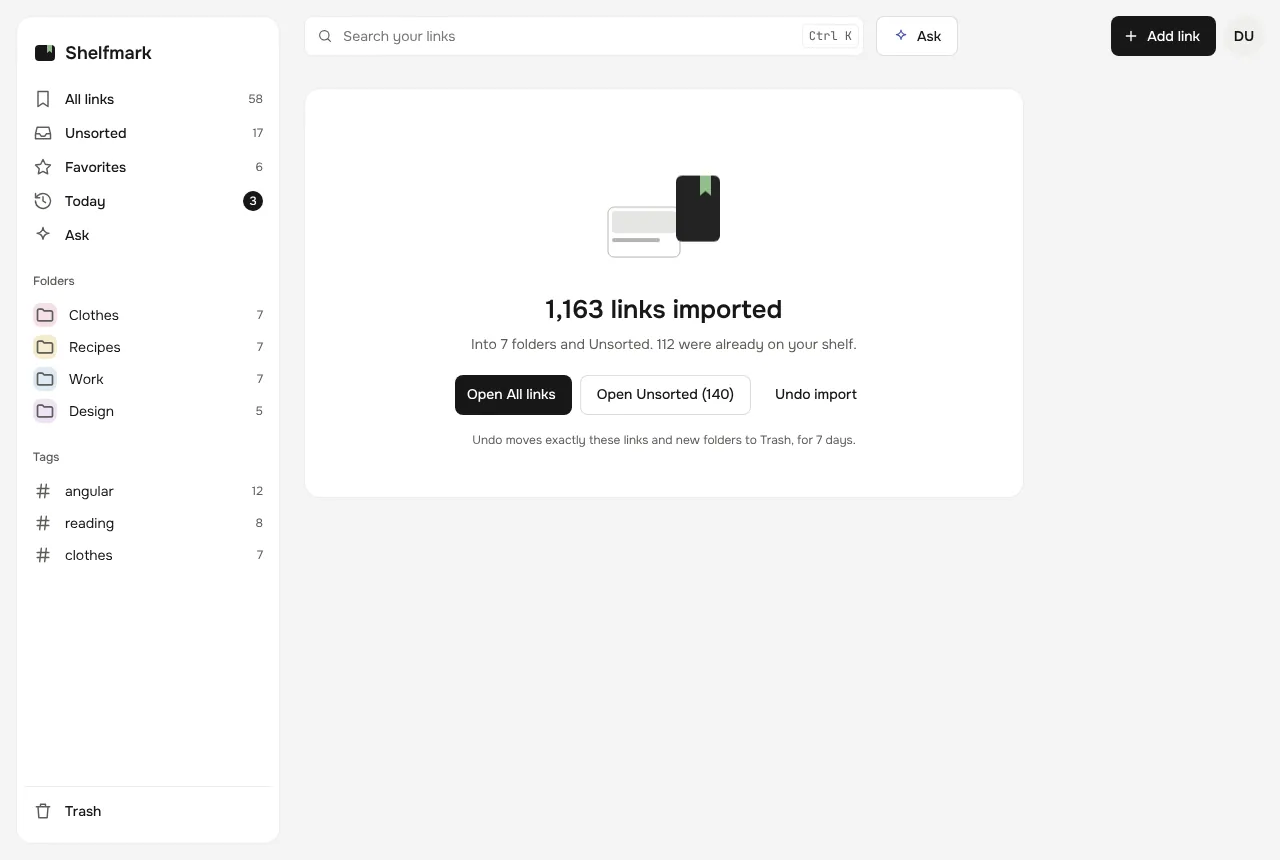 Shelfmark
All links 58
Unsorted 17
Favorites 6
Today 3
Ask
Folders
Clothes 7
Recipes 7
Work 7
Design 5
Tags
angular 12
reading 8
clothes 7
Trash
Search your links Ctrl K
Ask
Add link
DU
1,163 links imported
Into 7 folders and Unsorted. 112 were already on your shelf.
Open All links Open Unsorted (140) Undo import
Undo moves exactly these links and new folders to Trash, for 7 days.